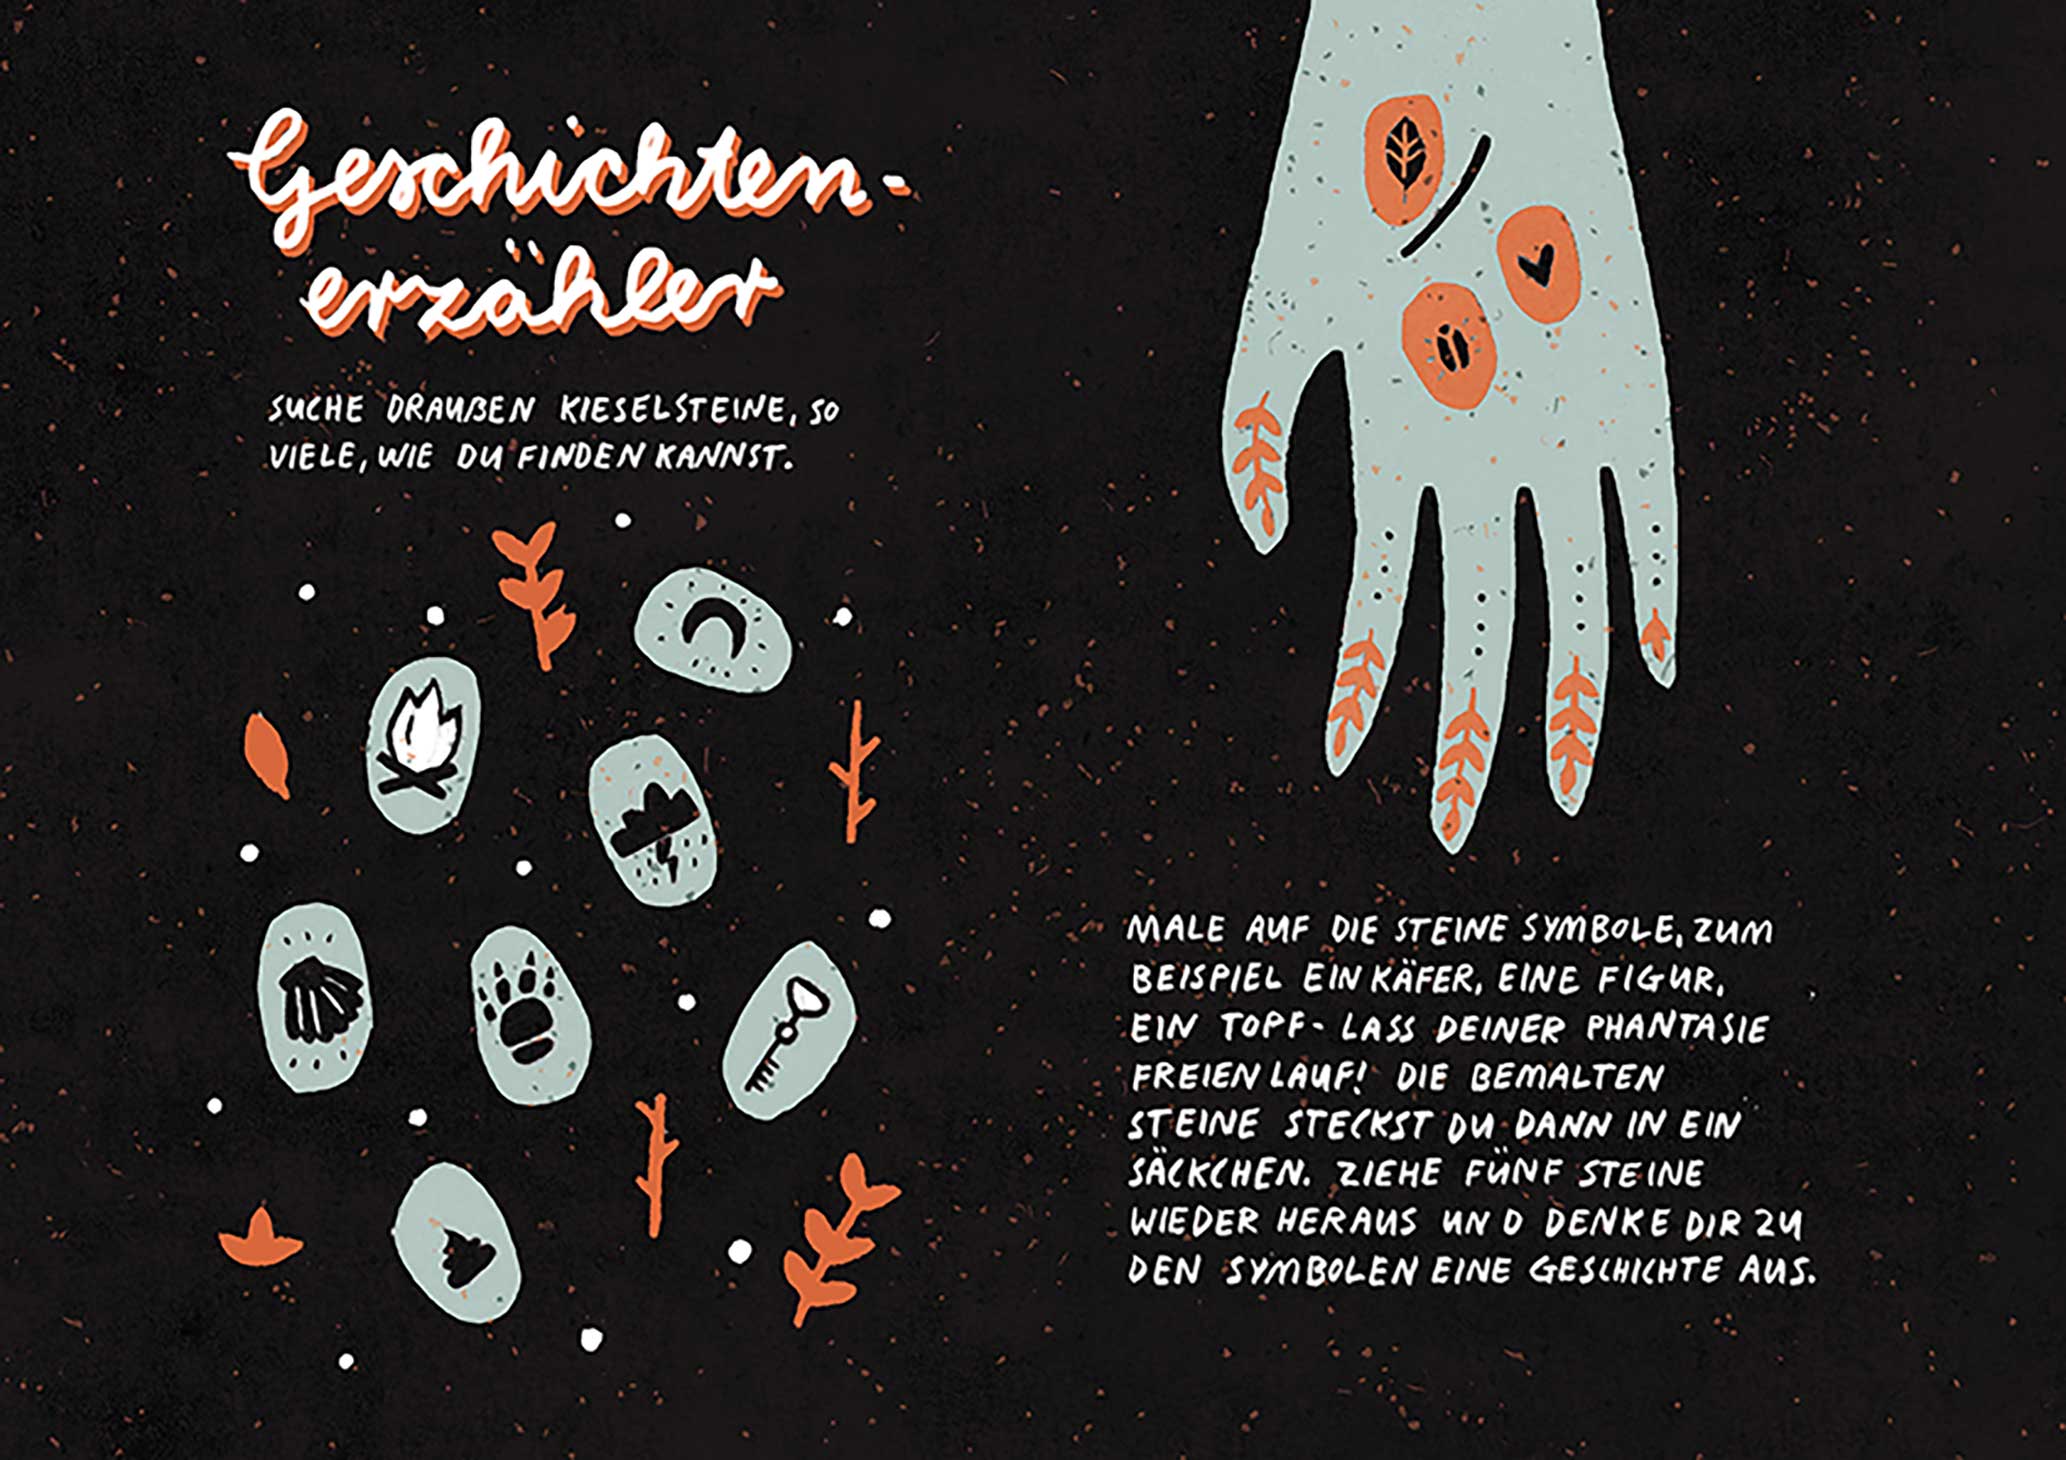 Geschichten-
erzähler
SUCHE DRAUßEN KIESELSTEINE, SO
VIELE, WIE DU FINDEN KANNST.
MALE AUF DIE STEINE SYMBOLE, ZUM
BEISPIEL EIN KÄFER, EINE FIGUR,
EIN TOPF- LASS DEINER PHANTASIE
FREIEN LAUF! DIE BEMALTEN
STEINE STECKST DU DANN IN EIN
SÄCKCHEN. ZIEHE FÜNF STEINE
WIEDER HERAUS UND DENKE DIR ZU
DEN SYMBOLEN EINE GESCHICHTE AUS.